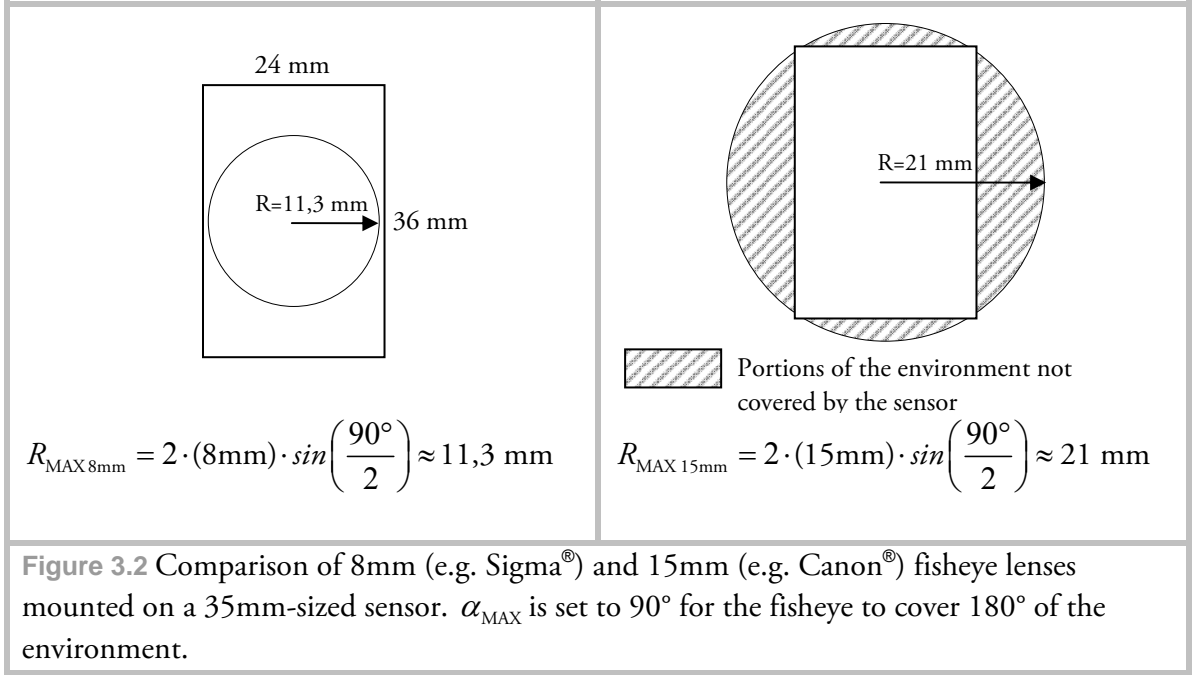 24 mm
R=11,3 mm
36 mm
R_MAX 8mm = 2·(8mm)·sin(90°/2) ≈ 11,3 mm
R=21 mm
Portions of the environment not
covered by the sensor
R_MAX 15mm = 2·(15mm)·sin(90°/2) ≈ 21 mm
Figure 3.2 Comparison of 8mm (e.g. Sigma®) and 15mm (e.g. Canon®) fisheye lenses
mounted on a 35mm-sized sensor. α_MAX is set to 90° for the fisheye to cover 180° of the
environment.